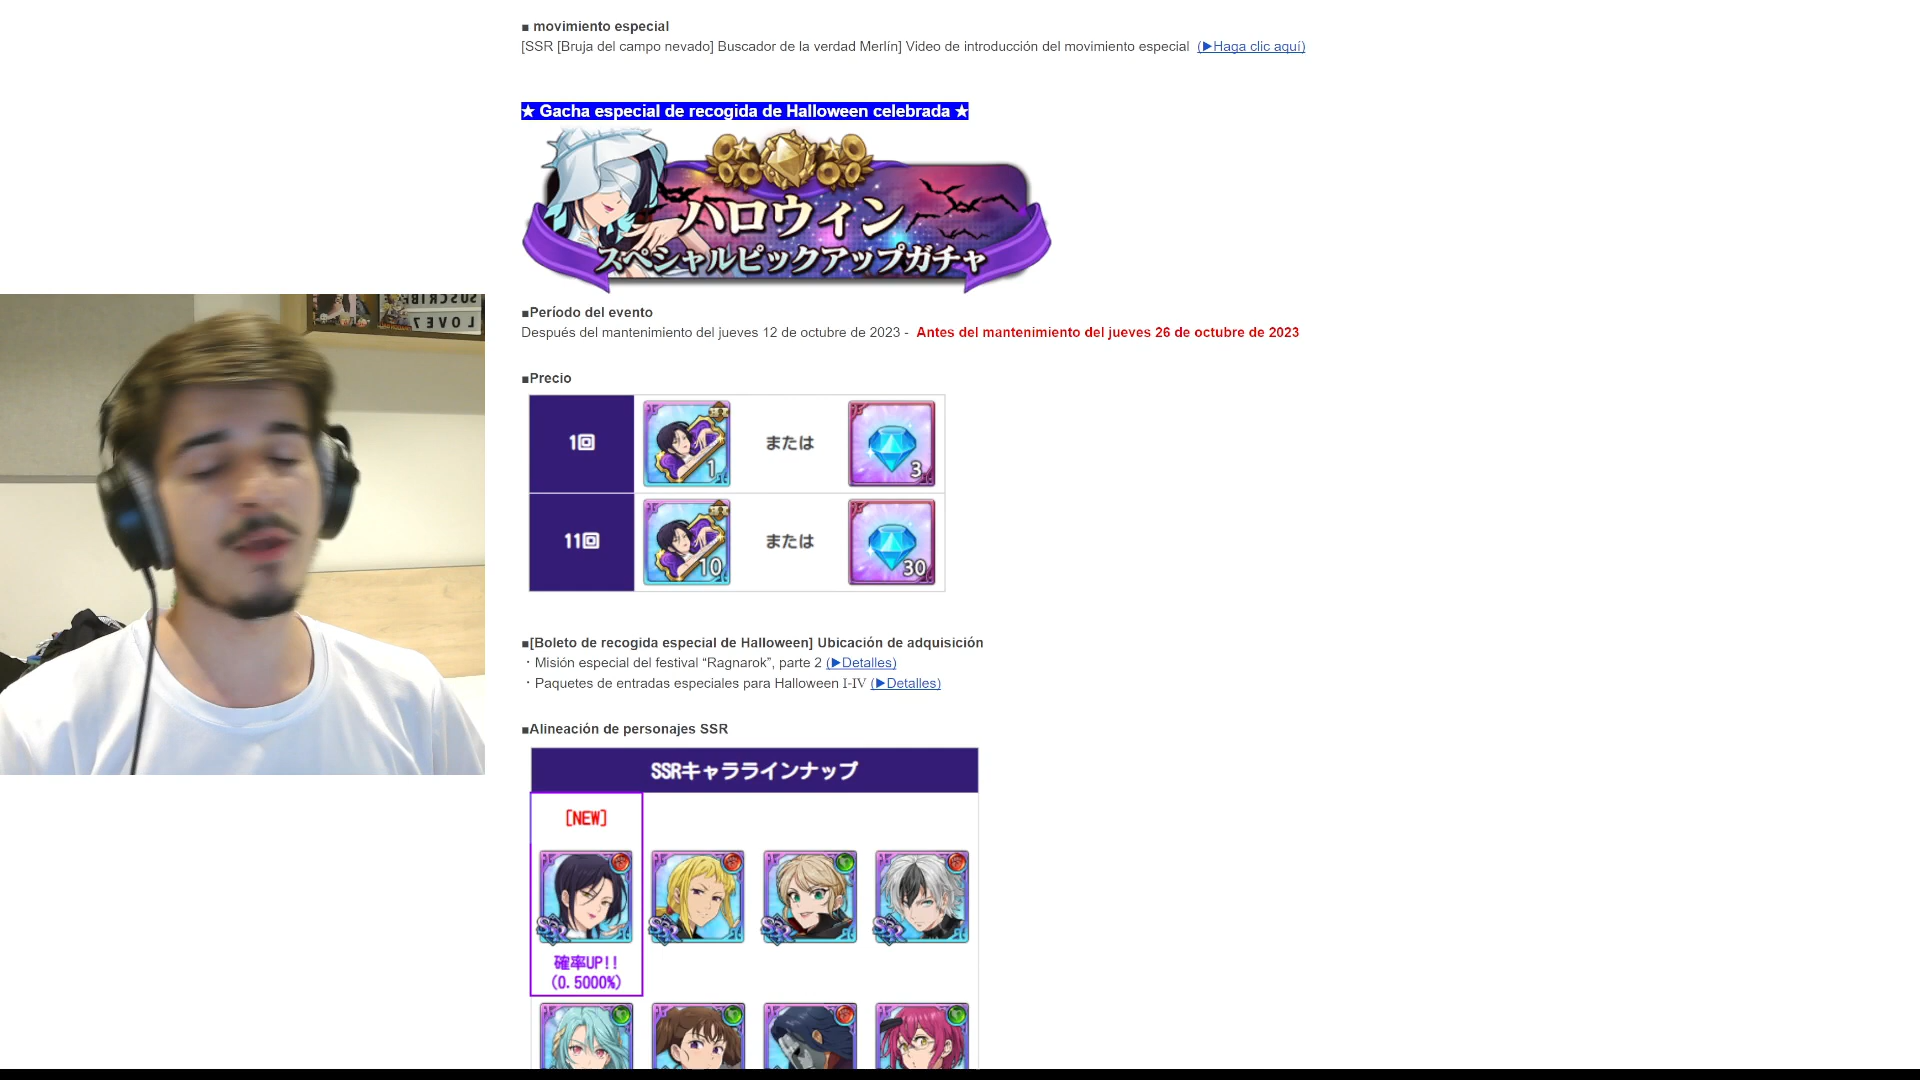 ■ movimiento especial
[SSR [Bruja del campo nevado] Buscador de la verdad Merlín] Video de introducción del movimiento especial (▶Haga clic aquí)
★ Gacha especial de recogida de Halloween celebrada ★
ハロウィン
スペシャルピックアップガチャ
■Período del evento
Después del mantenimiento del jueves 12 de octubre de 2023 - Antes del mantenimiento del jueves 26 de octubre de 2023
■Precio
1回 1 または 3
11回 10 または 30
■[Boleto de recogida especial de Halloween] Ubicación de adquisición
・Misión especial del festival “Ragnarok”, parte 2 (▶Detalles)
・Paquetes de entradas especiales para Halloween I-IV (▶Detalles)
■Alineación de personajes SSR
SSRキャララインナップ
[NEW]
SSR SSR SSR SSR
確率UP!!
(0.5000%)
SUSCRIBE
LOVE7